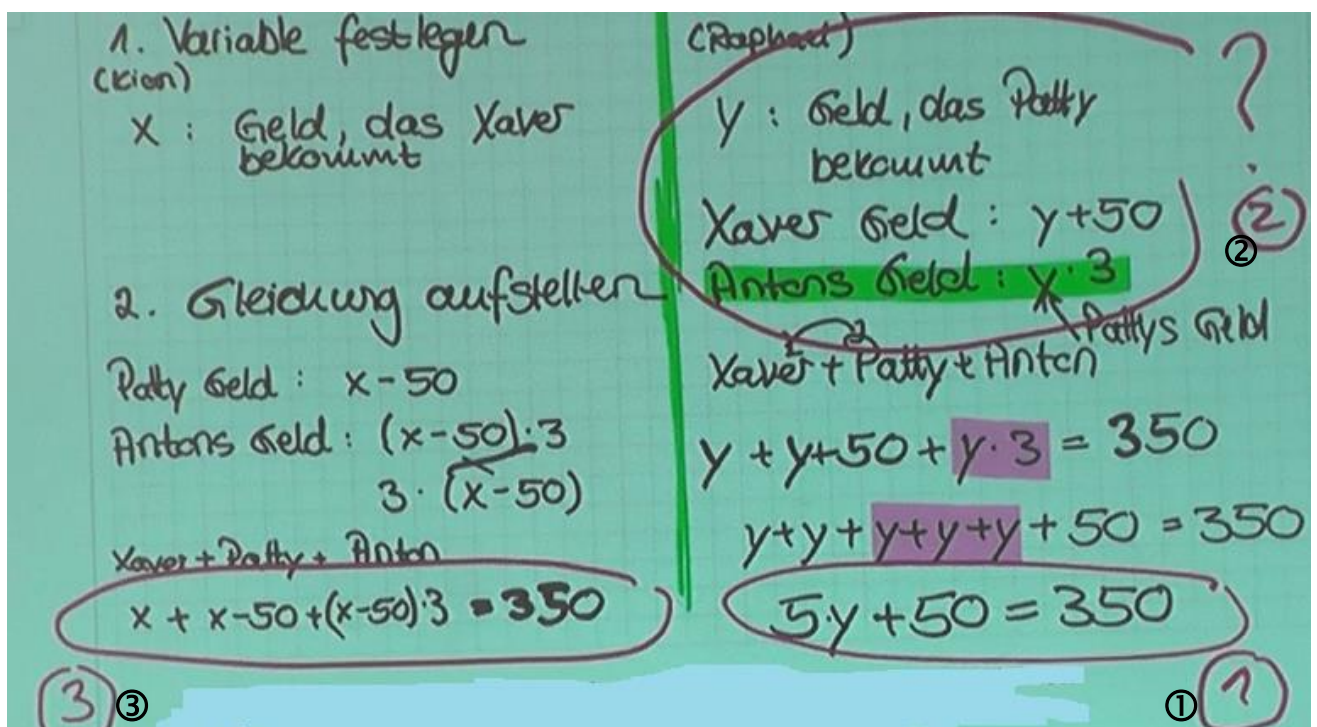 1. Variable festlegen
(Kian)
x : Geld, das Xaver
bekommt
2. Gleichung aufstellen
Patty Geld : x - 50
Antons Geld : (x-50)·3
3 · (x-50)
Xaver + Patty + Anton
x + x-50 + (x-50)·3 = 350
3 ③
(Raphael)
?
y : Geld, das Patty
bekommt
Xaver Geld : y+50
2
②
Antons Geld : x · 3
Pattys Geld
Xaver + Patty + Anton
y + y+50 + y·3 = 350
y+y+ y+y+y + 50 = 350
5·y + 50 = 350
① 1